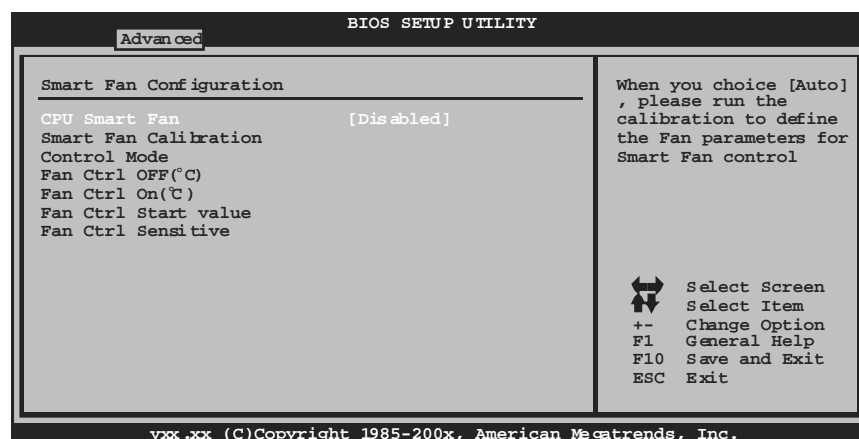 BIOS SETUP UTILITY
Advanced
Smart Fan Configuration
CPU Smart Fan [Disabled]
Smart Fan Calibration
Control Mode
Fan Ctrl OFF(°C)
Fan Ctrl On(°C)
Fan Ctrl Start value
Fan Ctrl Sensitive
When you choice [Auto]
, please run the
calibration to define
the Fan parameters for
Smart Fan control
Select Screen
Select Item
+- Change Option
F1 General Help
F10 Save and Exit
ESC Exit
vxx.xx (C)Copyright 1985-200x, American Megatrends, Inc.